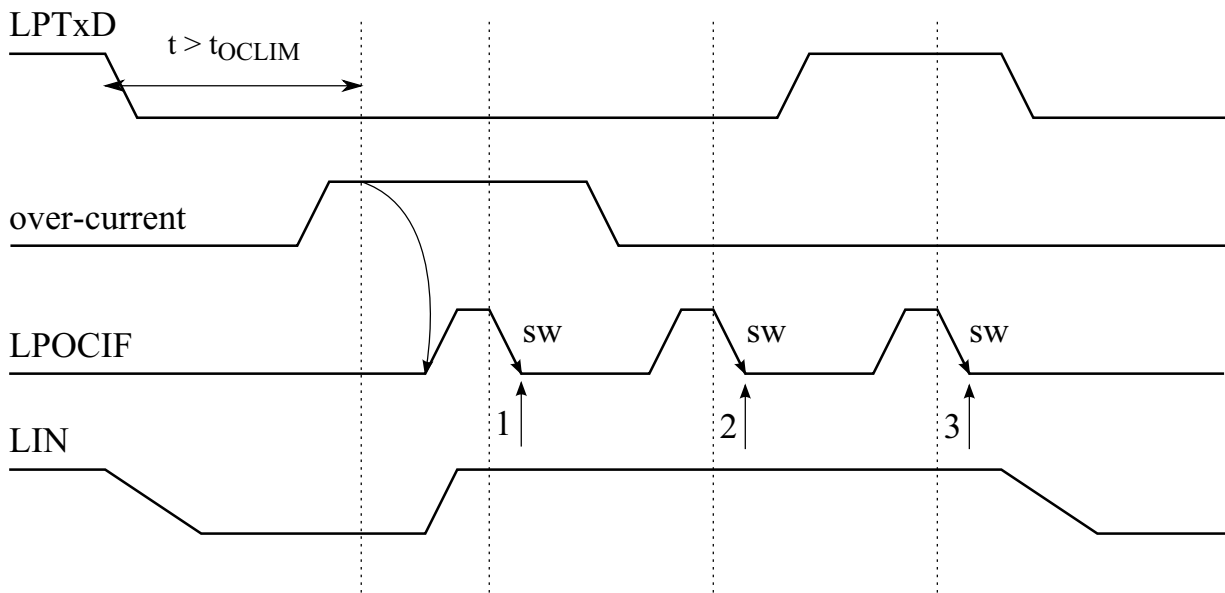 LPTxD
t > tOCLIM
over-current
LPOCIF
sw
sw
sw
1
2
3
LIN